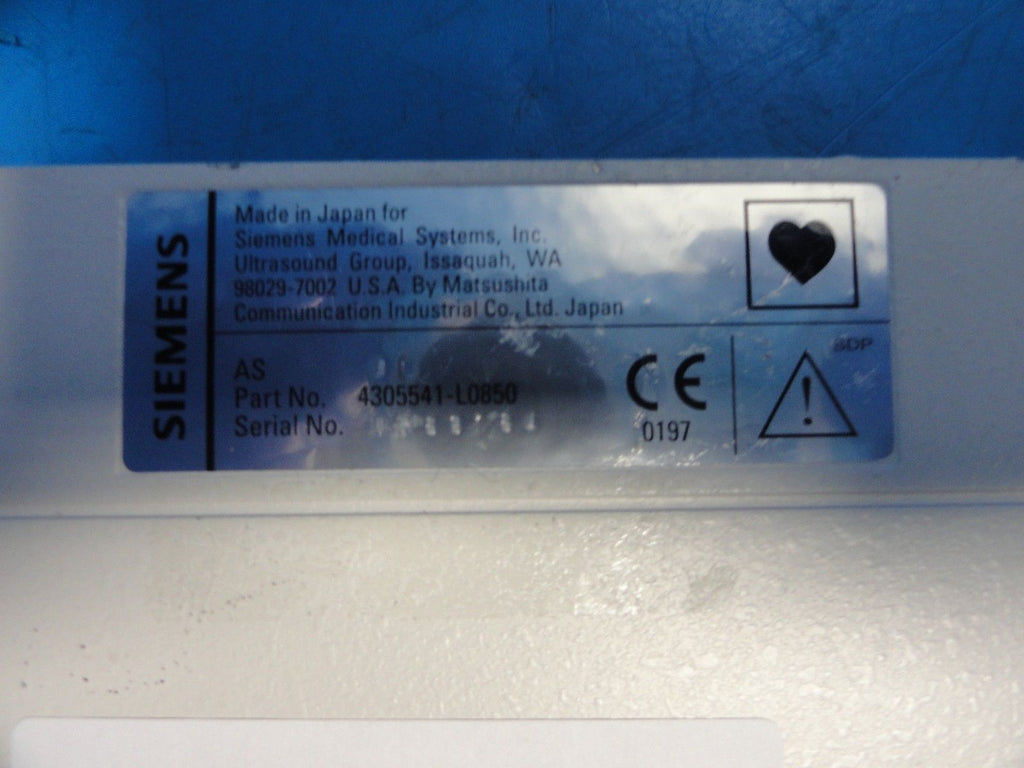 SIEMENS
Made in Japan for
Siemens Medical Systems, Inc.
Ultrasound Group, Issaquah, WA
98029-7002 U.S.A. By Matsushita
Communication Industrial Co., Ltd. Japan
AS
Part No. 4305541-L0850
Serial No.
CE
0197